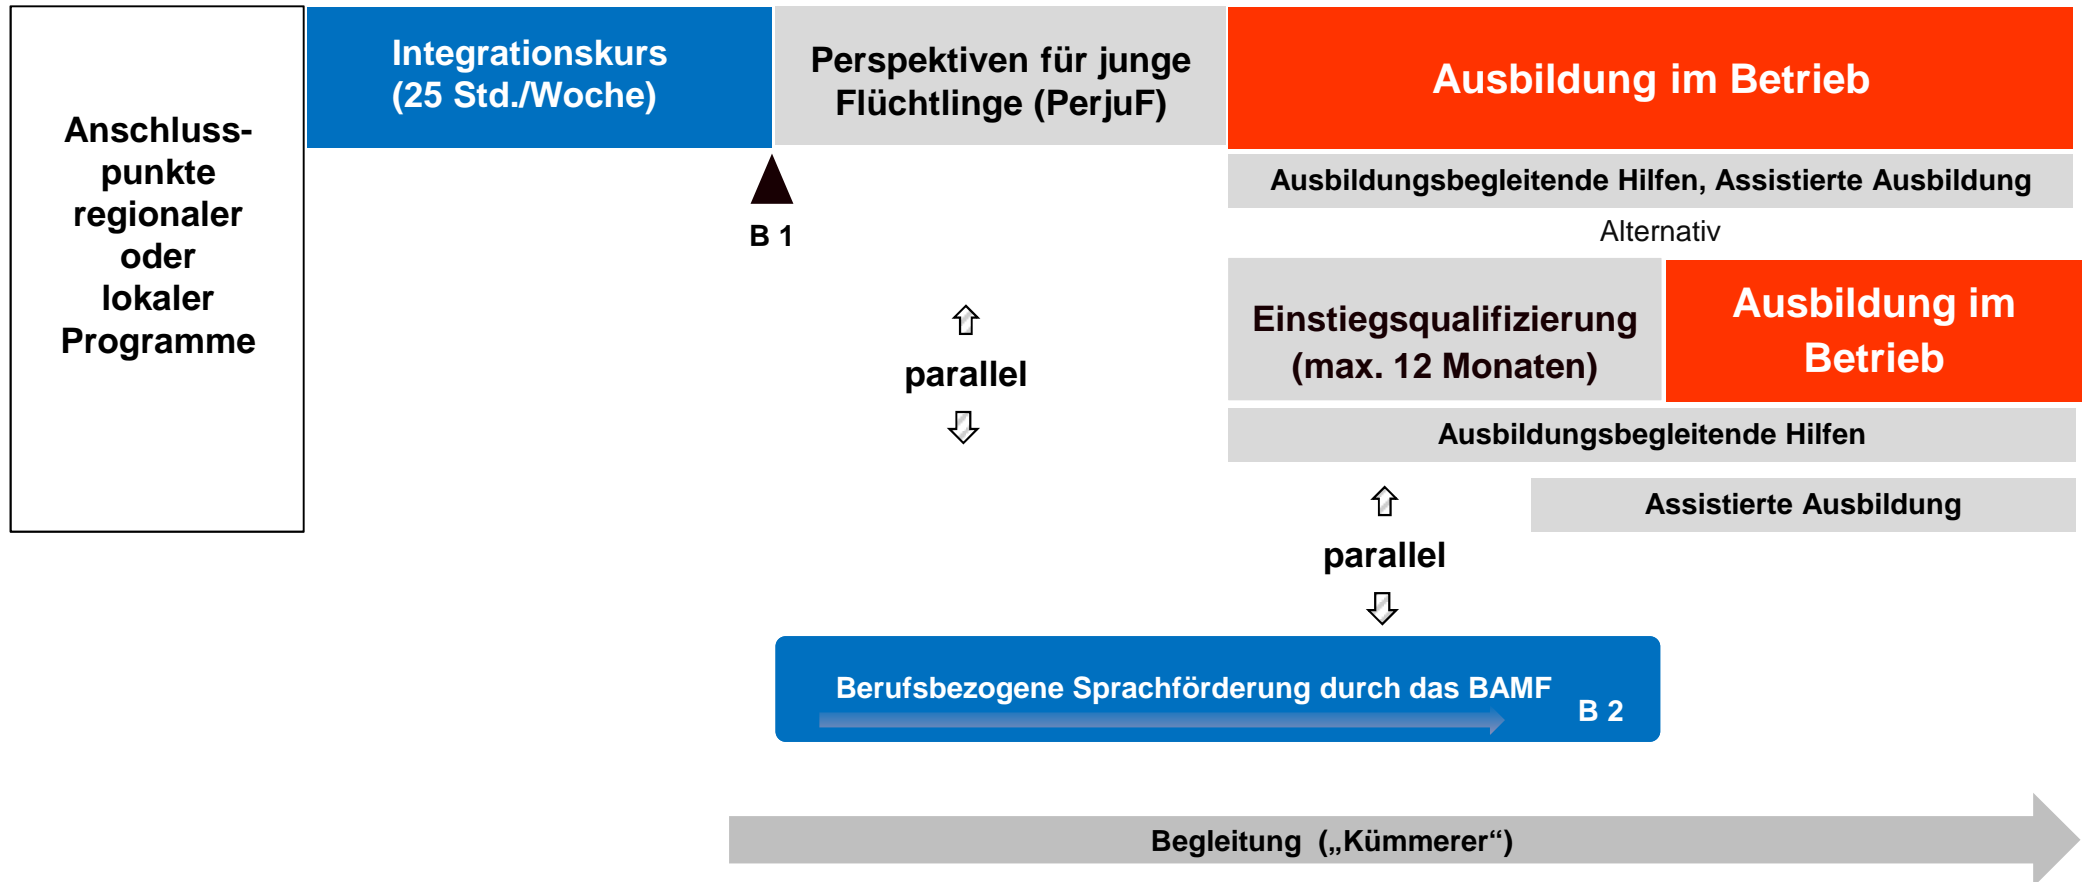 Anschluss-
punkte
regionaler
oder
lokaler
Programme
Integrationskurs
(25 Std./Woche)
Perspektiven für junge
Flüchtlinge (PerjuF)
Ausbildung im Betrieb
Ausbildungsbegleitende Hilfen, Assistierte Ausbildung
B 1
Alternativ
parallel
Einstiegsqualifizierung
(max. 12 Monaten)
Ausbildung im
Betrieb
Ausbildungsbegleitende Hilfen
Assistierte Ausbildung
parallel
Berufsbezogene Sprachförderung durch das BAMF
B 2
Begleitung („Kümmerer“)